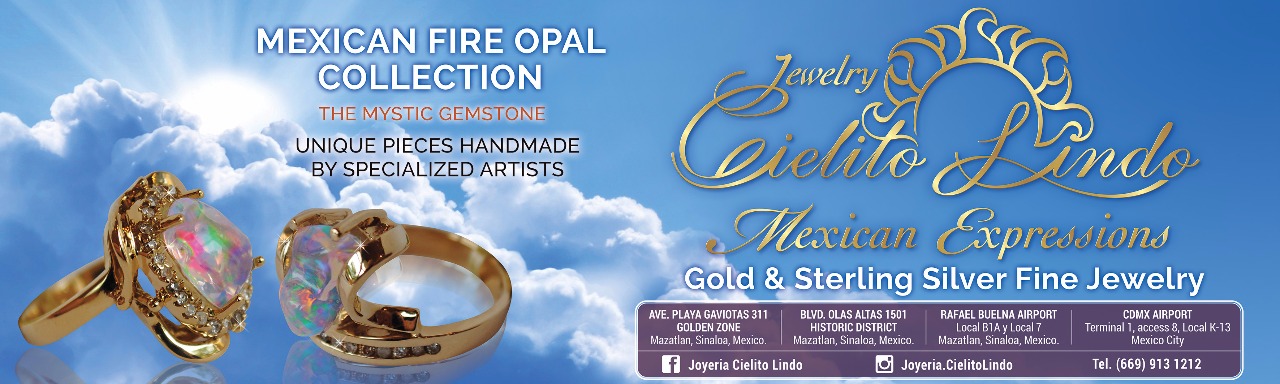 MEXICAN FIRE OPAL
COLLECTION
THE MYSTIC GEMSTONE
UNIQUE PIECES HANDMADE
BY SPECIALIZED ARTISTS
Jewelry
Cielito Lindo
Mexican Expressions
Gold & Sterling Silver Fine Jewelry
AVE. PLAYA GAVIOTAS 311
GOLDEN ZONE
Mazatlan, Sinaloa, Mexico.
BLVD. OLAS ALTAS 1501
HISTORIC DISTRICT
Mazatlan, Sinaloa, Mexico.
RAFAEL BUELNA AIRPORT
Local B1A y Local 7
Mazatlan, Sinaloa, Mexico.
CDMX AIRPORT
Terminal 1, access 8, Local K-13
Mexico City
Joyeria Cielito Lindo
Joyeria.CielitoLindo
Tel. (669) 913 1212